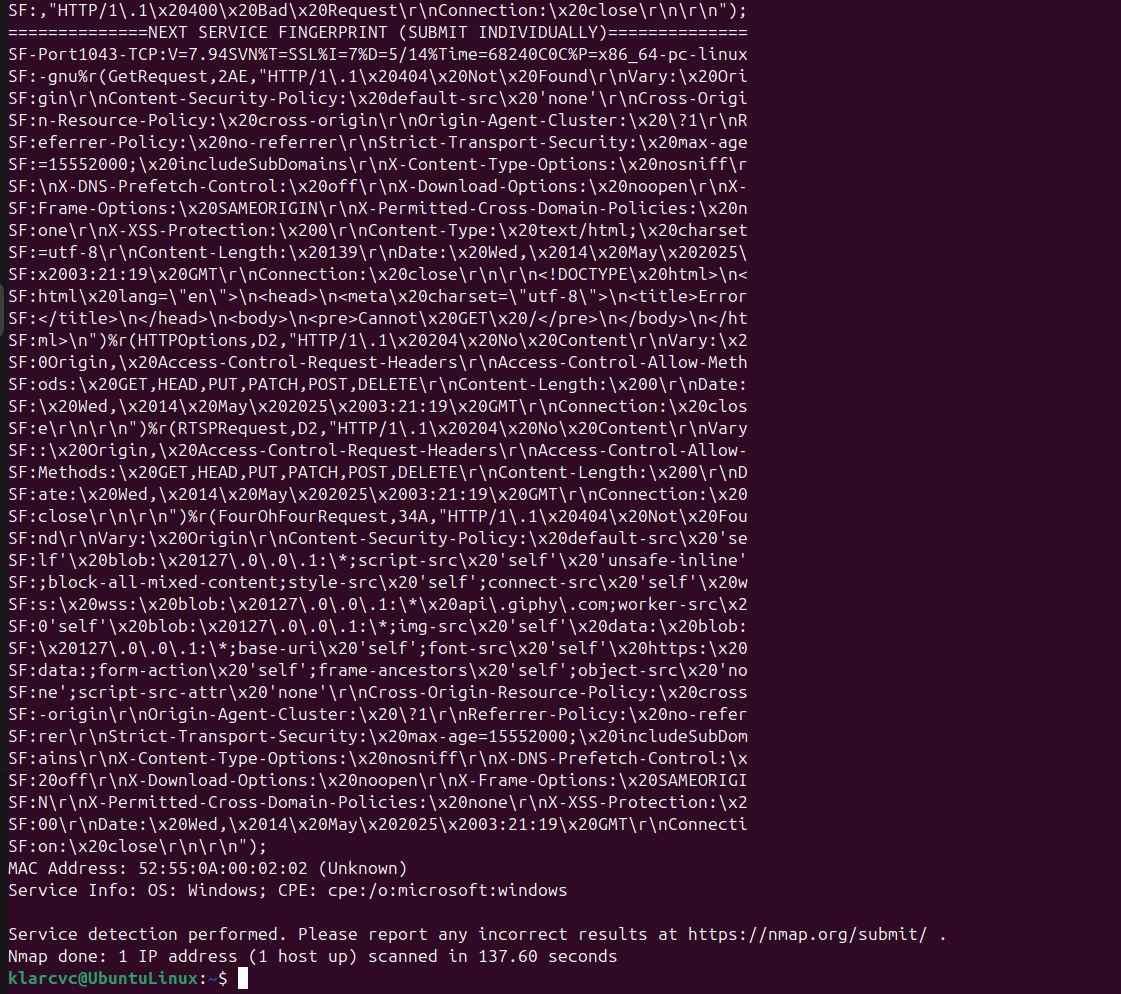 SF:,"HTTP/1\.1\x20400\x20Bad\x20Request\r\nConnection:\x20close\r\n\r\n");
==============NEXT SERVICE FINGERPRINT (SUBMIT INDIVIDUALLY)==============
SF-Port1043-TCP:V=7.94SVN%T=SSL%I=7%D=5/14%Time=68240C0C%P=x86_64-pc-linux
SF:-gnu%r(GetRequest,2AE,"HTTP/1\.1\x20404\x20Not\x20Found\r\nVary:\x20Ori
SF:gin\r\nContent-Security-Policy:\x20default-src\x20'none'\r\nCross-Origi
SF:n-Resource-Policy:\x20cross-origin\r\nOrigin-Agent-Cluster:\x20\?1\r\nR
SF:eferrer-Policy:\x20no-referrer\r\nStrict-Transport-Security:\x20max-age
SF:=15552000;\x20includeSubDomains\r\nX-Content-Type-Options:\x20nosniff\r
SF:\nX-DNS-Prefetch-Control:\x20off\r\nX-Download-Options:\x20noopen\r\nX-
SF:Frame-Options:\x20SAMEORIGIN\r\nX-Permitted-Cross-Domain-Policies:\x20n
SF:one\r\nX-XSS-Protection:\x200\r\nContent-Type:\x20text/html;\x20charset
SF:=utf-8\r\nContent-Length:\x20139\r\nDate:\x20Wed,\x2014\x20May\x202025\
SF:x2003:21:19\x20GMT\r\nConnection:\x20close\r\n\r\n<!DOCTYPE\x20html>\n<
SF:html\x20lang=\"en\">\n<head>\n<meta\x20charset=\"utf-8\">\n<title>Error
SF:</title>\n</head>\n<body>\n<pre>Cannot\x20GET\x20/</pre>\n</body>\n</ht
SF:ml>\n")%r(HTTPOptions,D2,"HTTP/1\.1\x20204\x20No\x20Content\r\nVary:\x2
SF:0Origin,\x20Access-Control-Request-Headers\r\nAccess-Control-Allow-Meth
SF:ods:\x20GET,HEAD,PUT,PATCH,POST,DELETE\r\nContent-Length:\x200\r\nDate:
SF:\x20Wed,\x2014\x20May\x202025\x2003:21:19\x20GMT\r\nConnection:\x20clos
SF:e\r\n\r\n")%r(RTSPRequest,D2,"HTTP/1\.1\x20204\x20No\x20Content\r\nVary
SF::\x20Origin,\x20Access-Control-Request-Headers\r\nAccess-Control-Allow-
SF:Methods:\x20GET,HEAD,PUT,PATCH,POST,DELETE\r\nContent-Length:\x200\r\nD
SF:ate:\x20Wed,\x2014\x20May\x202025\x2003:21:19\x20GMT\r\nConnection:\x20
SF:close\r\n\r\n")%r(FourOhFourRequest,34A,"HTTP/1\.1\x20404\x20Not\x20Fou
SF:nd\r\nVary:\x20Origin\r\nContent-Security-Policy:\x20default-src\x20'se
SF:lf'\x20blob:\x20127\.0\.0\.1:\*;script-src\x20'self'\x20'unsafe-inline'
SF:;block-all-mixed-content;style-src\x20'self';connect-src\x20'self'\x20w
SF:s:\x20wss:\x20blob:\x20127\.0\.0\.1:\*\x20api\.giphy\.com;worker-src\x2
SF:0'self'\x20blob:\x20127\.0\.0\.1:\*;img-src\x20'self'\x20data:\x20blob:
SF:\x20127\.0\.0\.1:\*;base-uri\x20'self';font-src\x20'self'\x20https:\x20
SF:data:;form-action\x20'self';frame-ancestors\x20'self';object-src\x20'no
SF:ne';script-src-attr\x20'none'\r\nCross-Origin-Resource-Policy:\x20cross
SF:-origin\r\nOrigin-Agent-Cluster:\x20\?1\r\nReferrer-Policy:\x20no-refer
SF:rer\r\nStrict-Transport-Security:\x20max-age=15552000;\x20includeSubDom
SF:ains\r\nX-Content-Type-Options:\x20nosniff\r\nX-DNS-Prefetch-Control:\x
SF:20off\r\nX-Download-Options:\x20noopen\r\nX-Frame-Options:\x20SAMEORIGI
SF:N\r\nX-Permitted-Cross-Domain-Policies:\x20none\r\nX-XSS-Protection:\x2
SF:00\r\nDate:\x20Wed,\x2014\x20May\x202025\x2003:21:19\x20GMT\r\nConnecti
SF:on:\x20close\r\n\r\n");
MAC Address: 52:55:0A:00:02:02 (Unknown)
Service Info: OS: Windows; CPE: cpe:/o:microsoft:windows
Service detection performed. Please report any incorrect results at https://nmap.org/submit/ .
Nmap done: 1 IP address (1 host up) scanned in 137.60 seconds
klarcvc@UbuntuLinux:~$